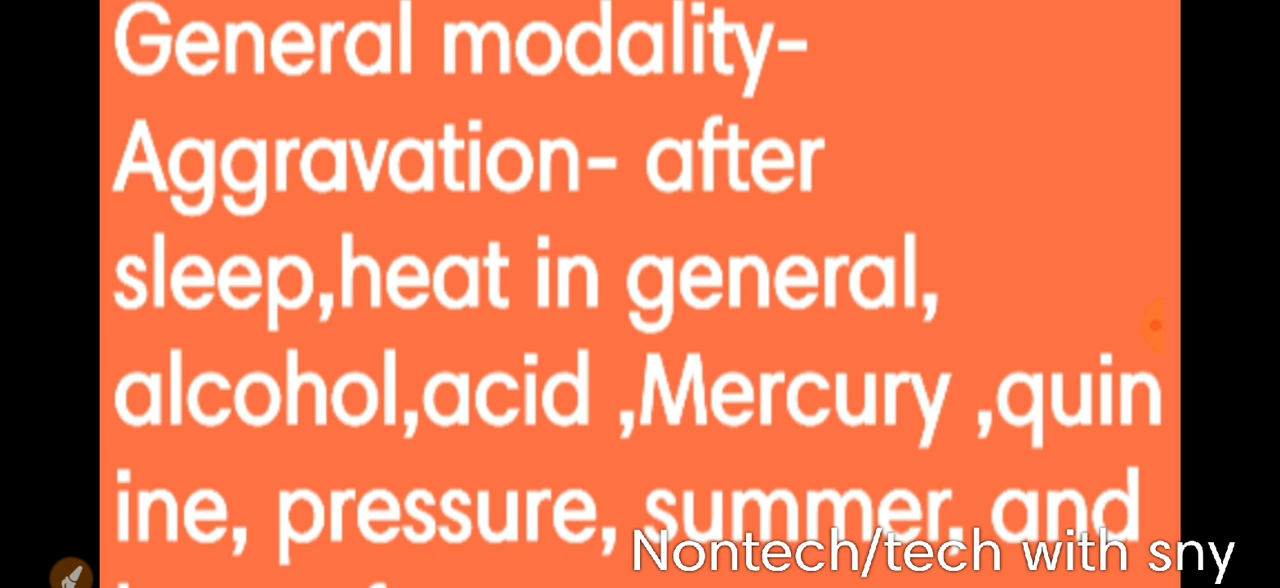 General modality-
Aggravation- after
sleep,heat in general,
alcohol,acid ,Mercury ,quin
ine, pressure, summer, and
Nontech/tech with sny